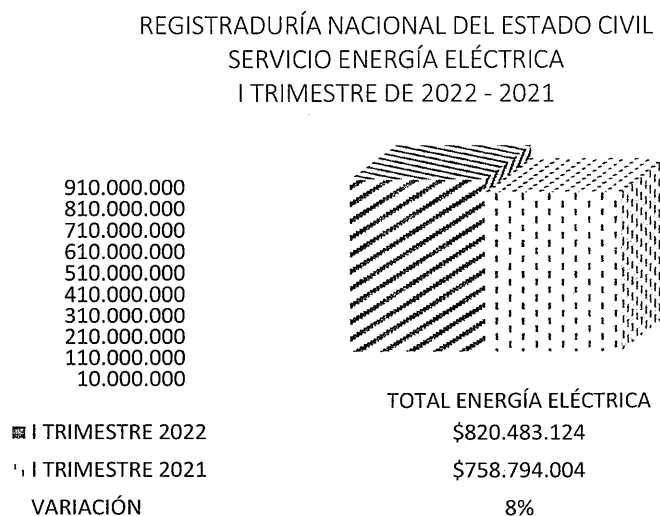 REGISTRADURÍA NACIONAL DEL ESTADO CIVIL
SERVICIO ENERGÍA ELÉCTRICA
I TRIMESTRE DE 2022 - 2021
910.000.000
810.000.000
710.000.000
610.000.000
510.000.000
410.000.000
310.000.000
210.000.000
110.000.000
10.000.000
TOTAL ENERGÍA ELÉCTRICA
I TRIMESTRE 2022 $820.483.124
I TRIMESTRE 2021 $758.794.004
VARIACIÓN 8%